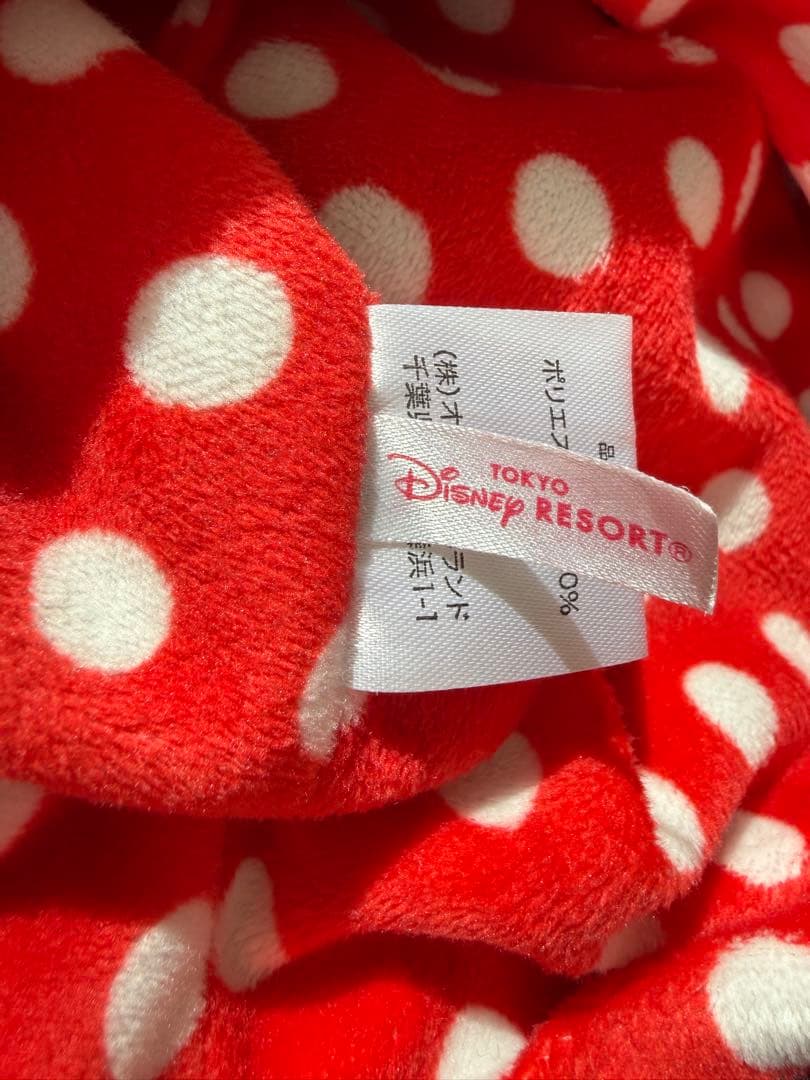 TOKYO
Disney RESORT®
品
ポリエス
0%
(株)オ
ランド
千葉
浜1-1